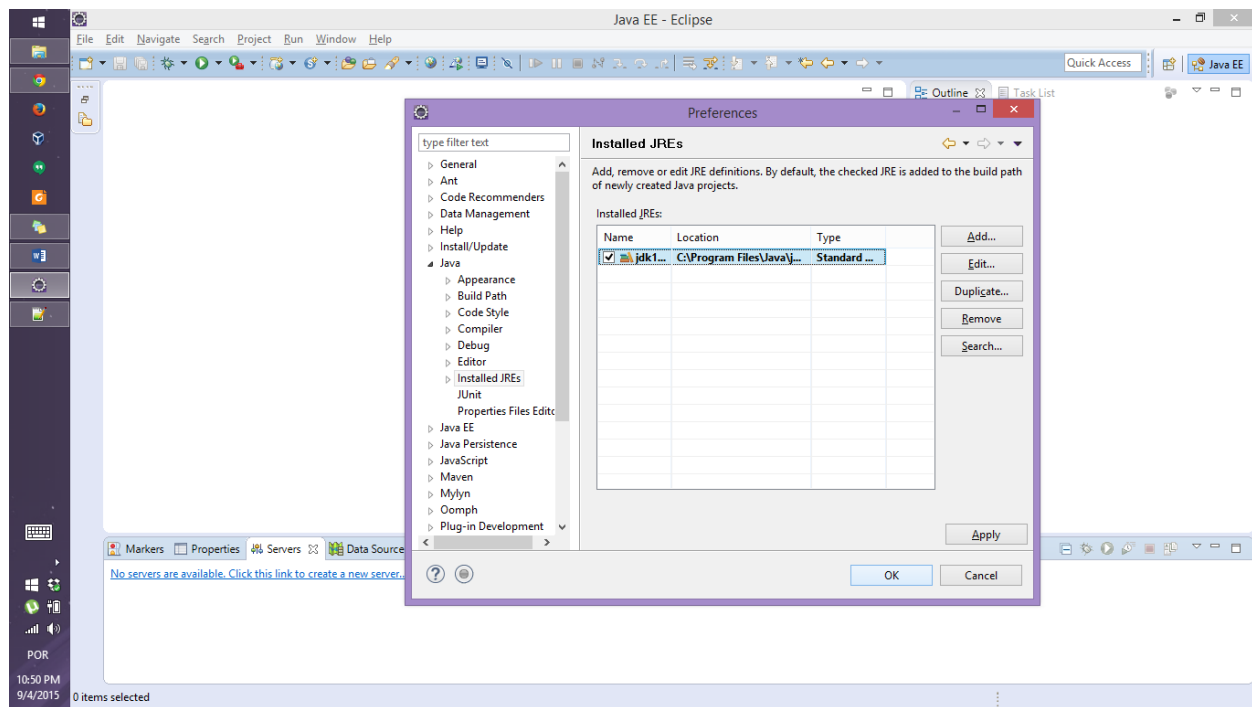 Java EE - Eclipse
File Edit Navigate Search Project Run Window Help
Quick Access
Java EE
Outline
Task List
Preferences
type filter text
General
Ant
Code Recommenders
Data Management
Help
Install/Update
Java
Appearance
Build Path
Code Style
Compiler
Debug
Editor
Installed JREs
JUnit
Properties Files Edito
Java EE
Java Persistence
JavaScript
Maven
Mylyn
Oomph
Plug-in Development
Installed JREs
Add, remove or edit JRE definitions. By default, the checked JRE is added to the build path
of newly created Java projects.
Installed JREs:
Name Location Type
jdk1... C:\Program Files\Java\j... Standard ...
Add...
Edit...
Duplicate...
Remove
Search...
Apply
OK Cancel
Markers Properties Servers Data Source
No servers are available. Click this link to create a new server..
POR
10:50 PM
9/4/2015
0 items selected